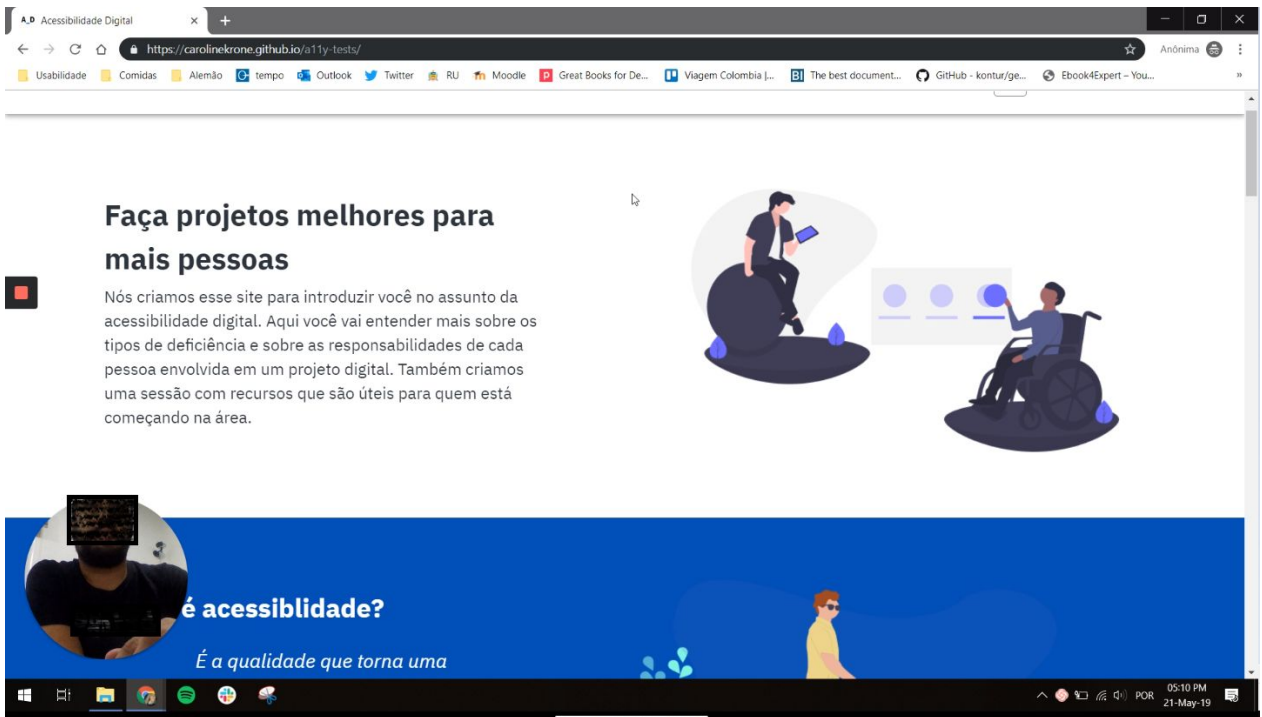 A_D Acessibilidade Digital
https://carolinekrone.github.io/a11y-tests/
Anônima
Usabilidade Comidas Alemão tempo Outlook Twitter RU Moodle Great Books for De... Viagem Colombia |... BI The best document... GitHub - kontur/ge... Ebook4Expert – You... »
Faça projetos melhores para
mais pessoas
Nós criamos esse site para introduzir você no assunto da
acessibilidade digital. Aqui você vai entender mais sobre os
tipos de deficiência e sobre as responsabilidades de cada
pessoa envolvida em um projeto digital. Também criamos
uma sessão com recursos que são úteis para quem está
começando na área.
é acessiblidade?
É a qualidade que torna uma
POR
05:10 PM
21-May-19